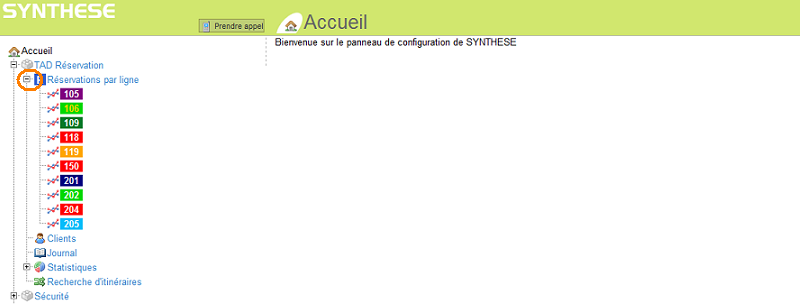 SYNTHESE
Prendre appel
Accueil
Bienvenue sur le panneau de configuration de SYNTHESE
Accueil
TAD Réservation
Réservations par ligne
105
106
109
118
119
150
201
202
204
205
Clients
Journal
Statistiques
Recherche d'itinéraires
Sécurité